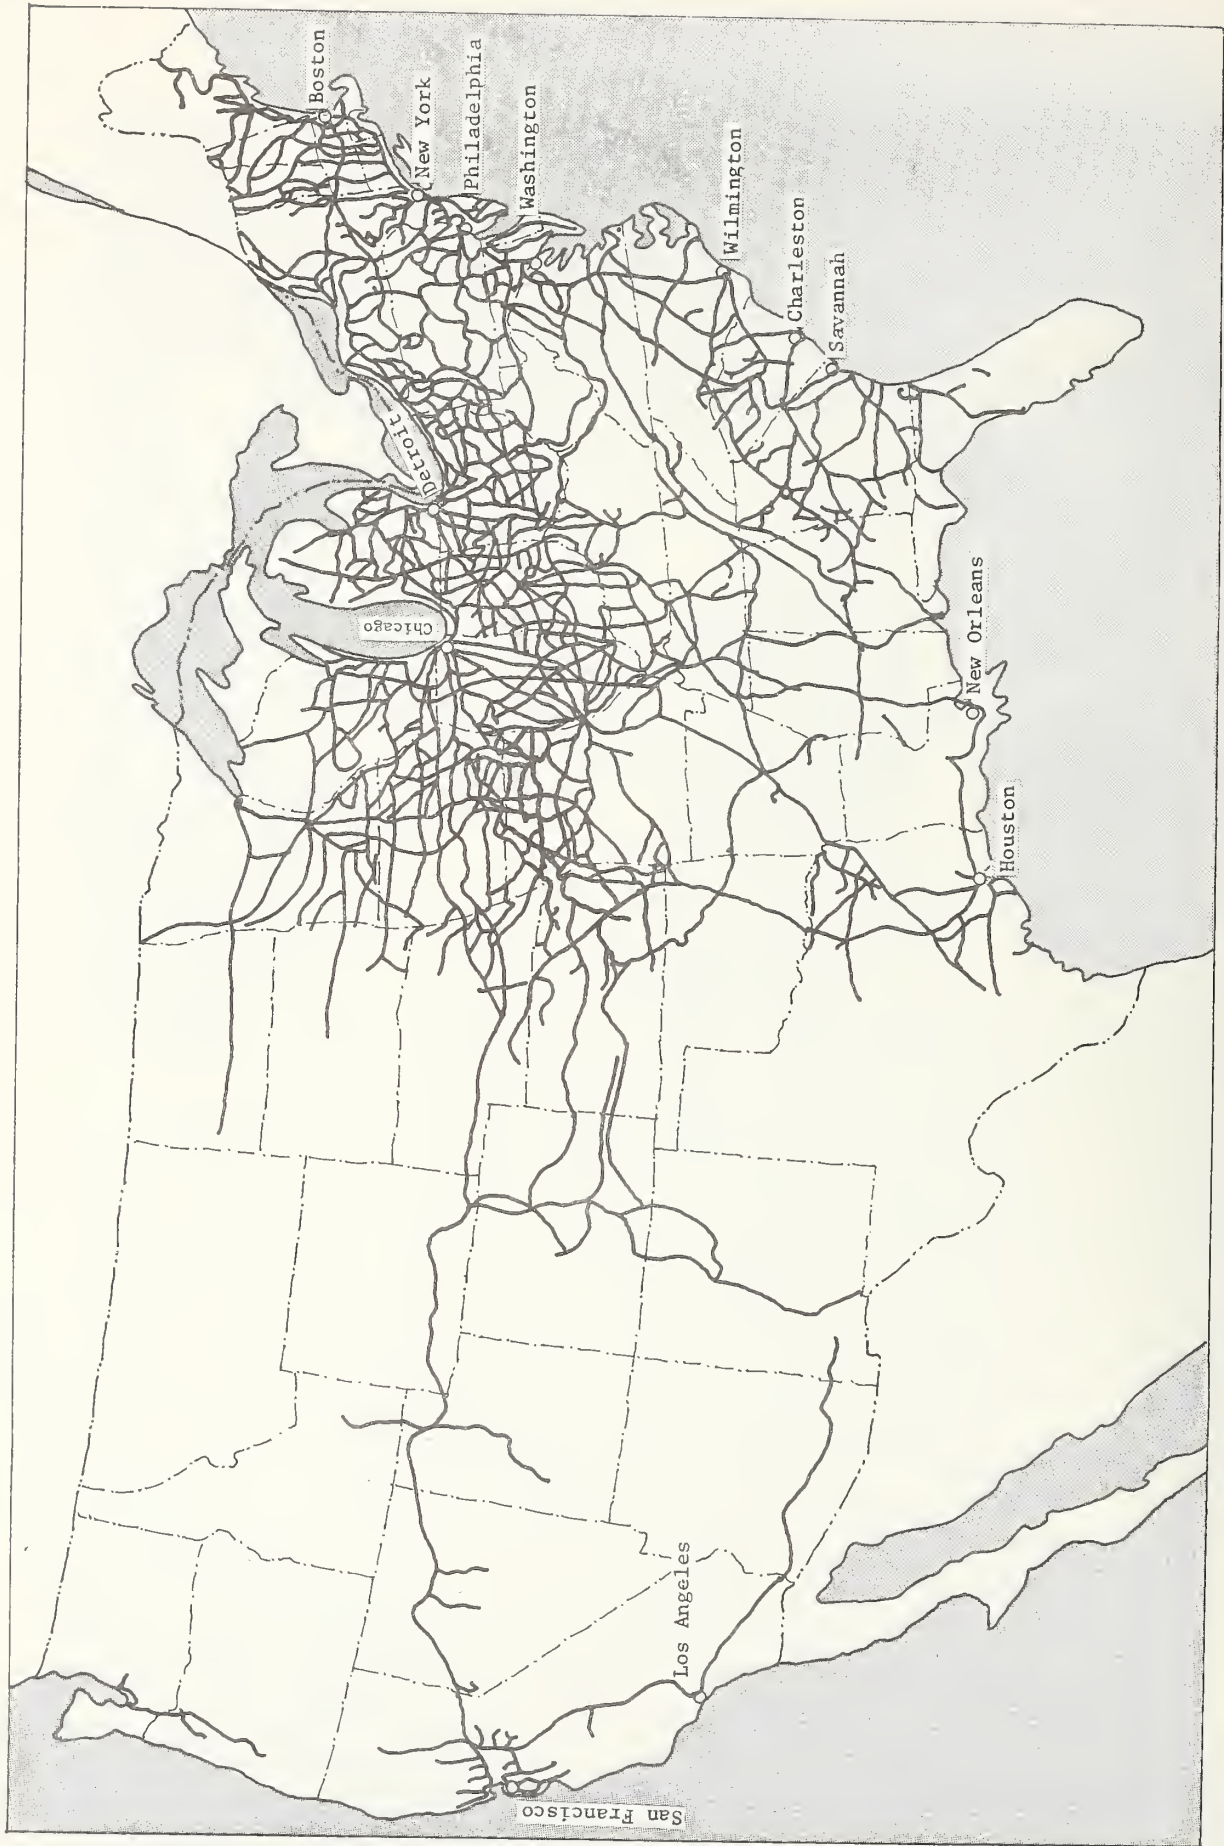 Boston
New York
Philadelphia
Washington
Wilmington
Charleston
Savannah
Detroit
Chicago
New Orleans
Houston
Los Angeles
San Francisco